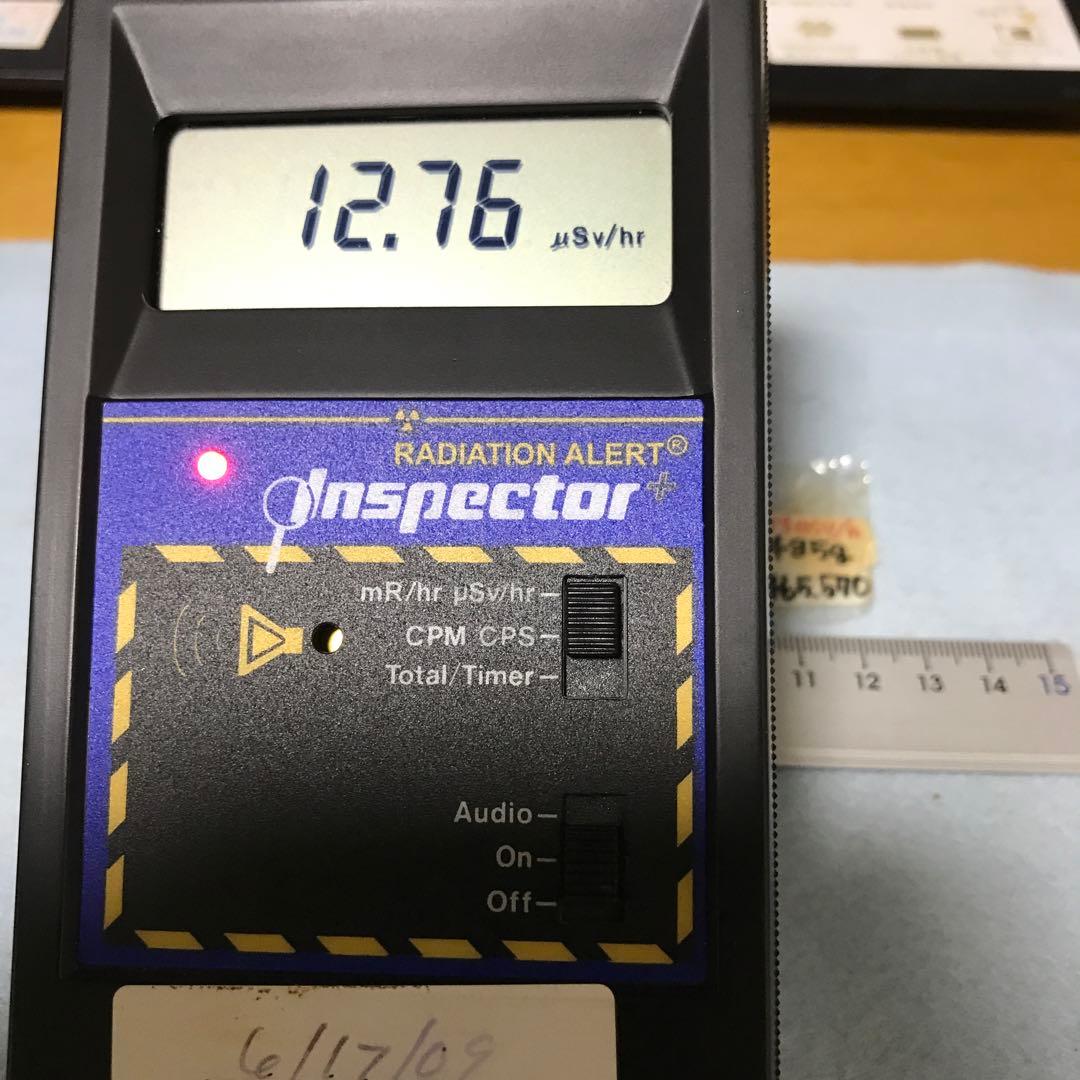 12.76 µSv/hr
RADIATION ALERT®
Inspector+
mR/hr µSv/hr
CPM CPS
Total/Timer
11 12 13 14 15
Audio
On
Off
6/17/09